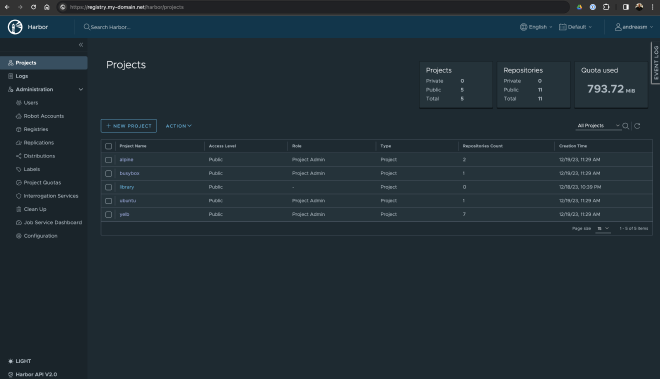 https://registry.my-domain.net/harbor/projects
Harbor
Search Harbor...
English
Default
andreasm
EVENT LOG
Projects
Logs
Administration
Users
Robot Accounts
Registries
Replications
Distributions
Labels
Project Quotas
Interrogation Services
Clean Up
Job Service Dashboard
Configuration
LIGHT
Harbor API V2.0
Projects
Projects
Private 0
Public 5
Total 5
Repositories
Private 0
Public 11
Total 11
Quota used
793.72 MiB
+ NEW PROJECT
ACTION
All Projects
Project Name Access Level Role Type Repositories Count Creation Time
alpine Public Project Admin Project 2 12/19/23, 11:29 AM
busybox Public Project Admin Project 1 12/19/23, 11:29 AM
library Public - Project 0 12/18/23, 10:39 PM
ubuntu Public Project Admin Project 1 12/19/23, 11:29 AM
yelb Public Project Admin Project 7 12/19/23, 11:29 AM
Page size 15 1 - 5 of 5 items